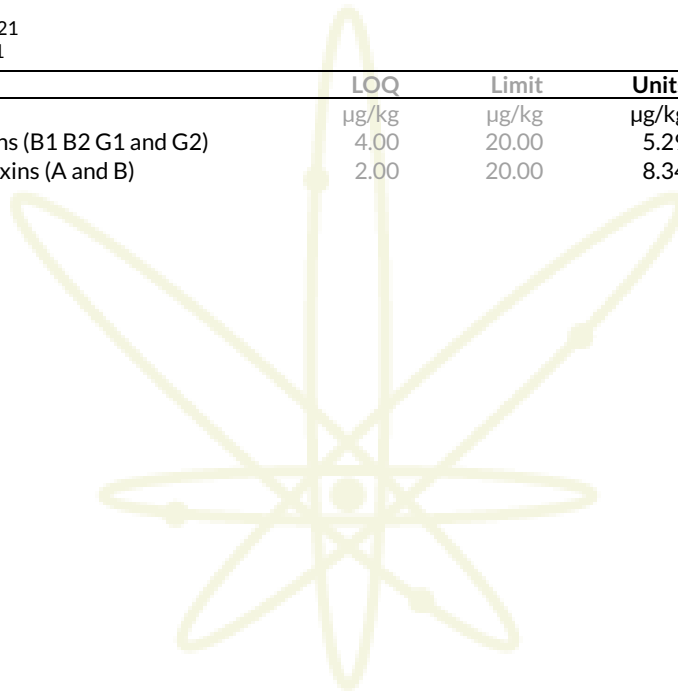 21
1
LOQ Limit Unit
µg/kg µg/kg µg/kg
ns (B1 B2 G1 and G2) 4.00 20.00 5.29
xins (A and B) 2.00 20.00 8.34